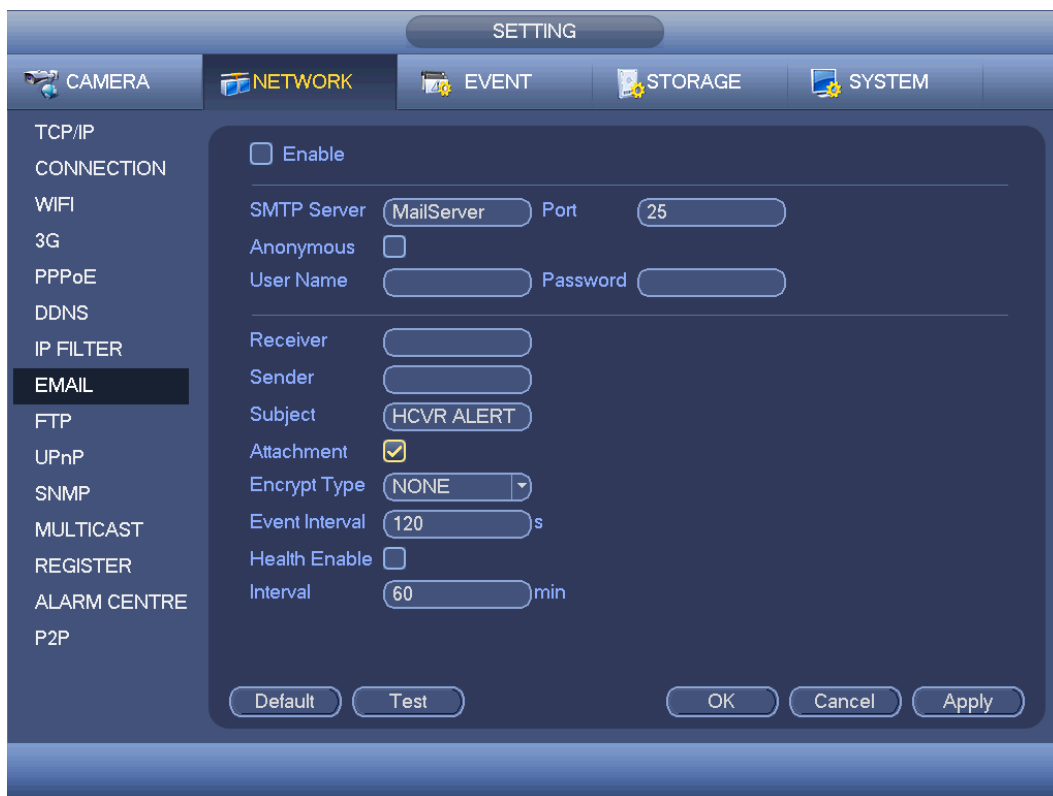 SETTING
CAMERA NETWORK EVENT STORAGE SYSTEM
TCP/IP
CONNECTION
WIFI
3G
PPPoE
DDNS
IP FILTER
EMAIL
FTP
UPnP
SNMP
MULTICAST
REGISTER
ALARM CENTRE
P2P
Enable
SMTP Server MailServer Port 25
Anonymous
User Name Password
Receiver
Sender
Subject HCVR ALERT
Attachment
Encrypt Type NONE
Event Interval 120 s
Health Enable
Interval 60 min
Default Test OK Cancel Apply